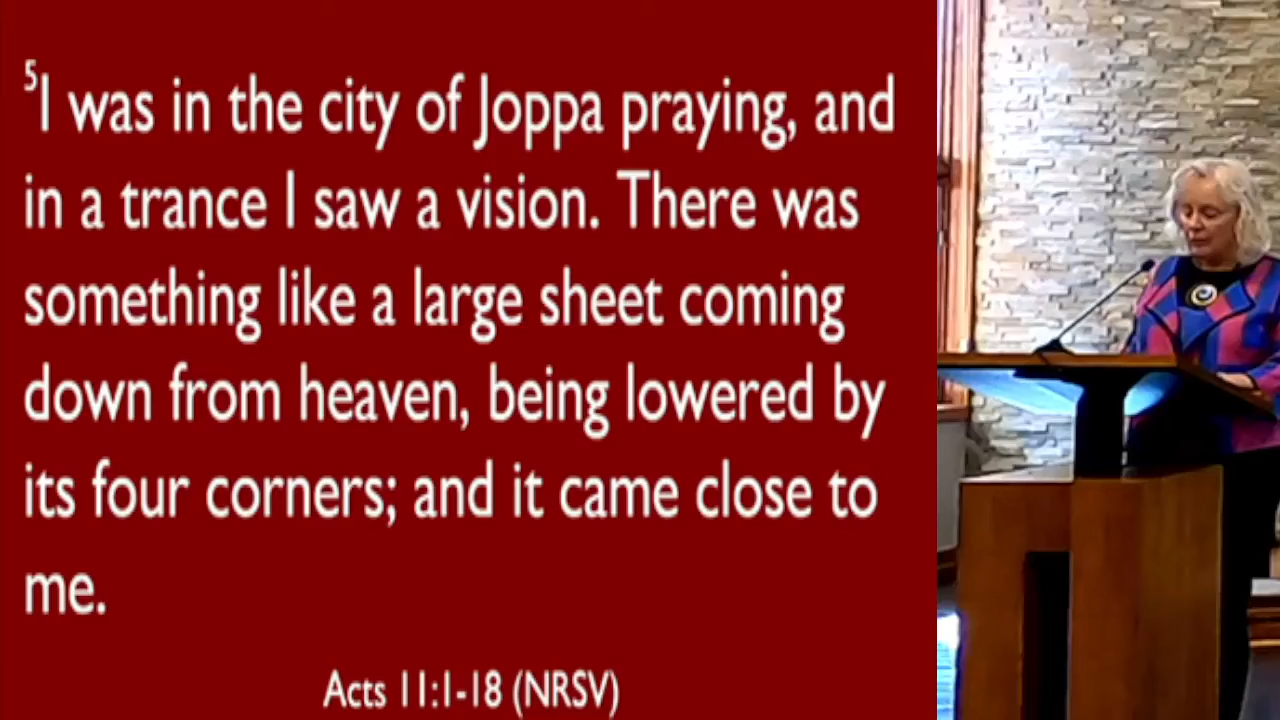 ⁵I was in the city of Joppa praying, and
in a trance I saw a vision. There was
something like a large sheet coming
down from heaven, being lowered by
its four corners; and it came close to
me.
Acts 11:1-18 (NRSV)